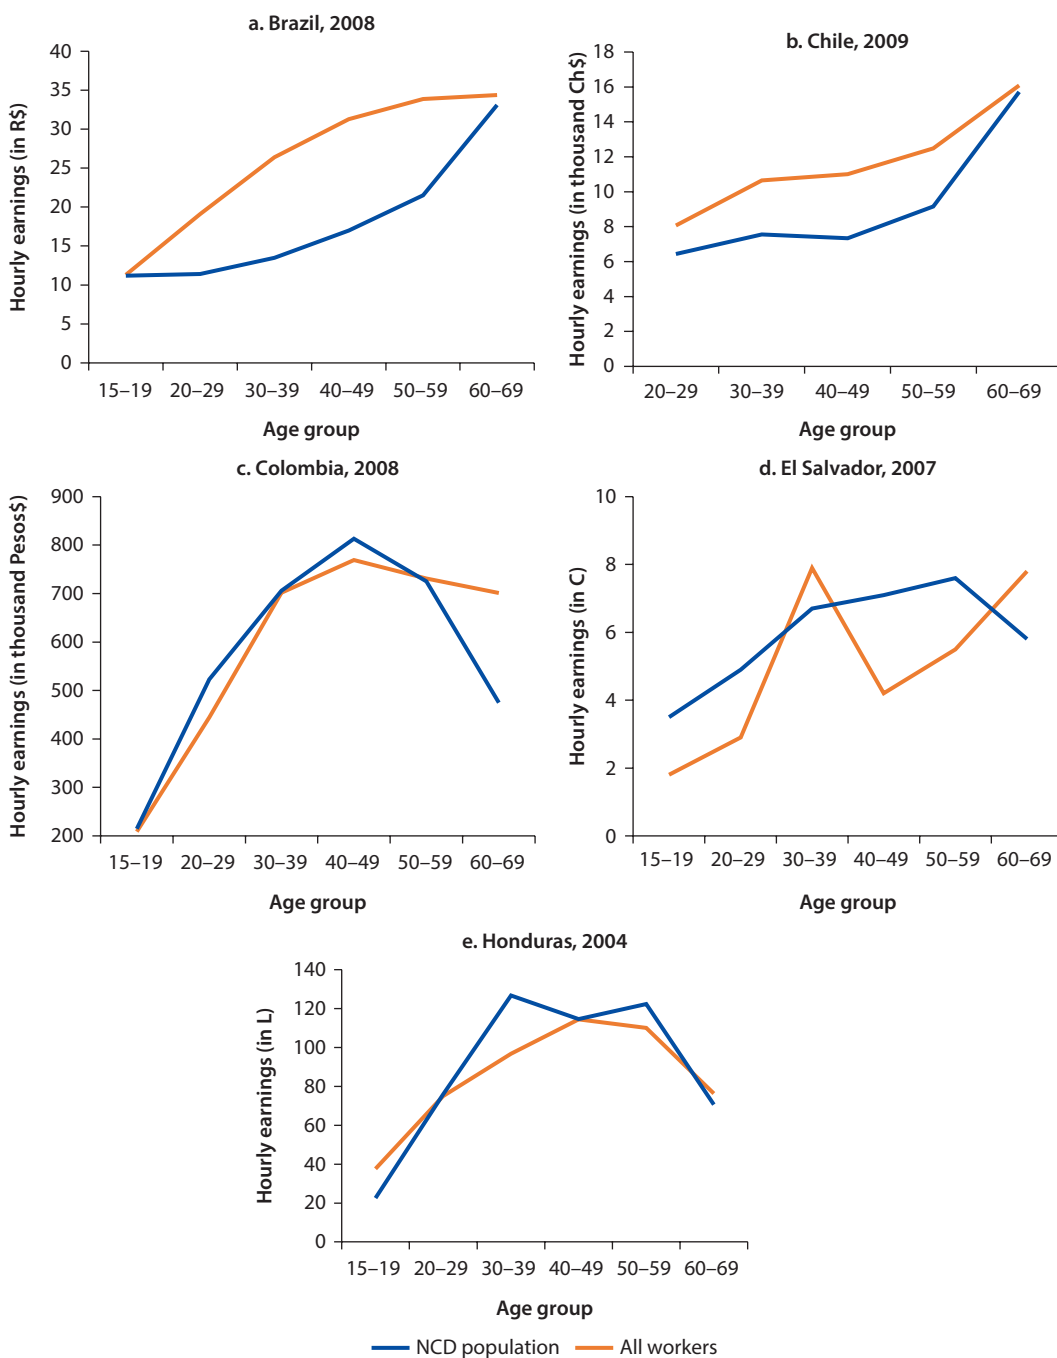 a. Brazil, 2008
Hourly earnings (in R$)
40
35
30
25
20
15
10
5
0
15–19 20–29 30–39 40–49 50–59 60–69
Age group
b. Chile, 2009
Hourly earnings (in thousand Ch$)
18
16
14
12
10
8
6
4
2
0
20–29 30–39 40–49 50–59 60–69
Age group
c. Colombia, 2008
Hourly earnings (in thousand Pesos$)
900
800
700
600
500
400
300
200
15–19 20–29 30–39 40–49 50–59 60–69
Age group
d. El Salvador, 2007
Hourly earnings (in C)
10
8
6
4
2
0
15–19 20–29 30–39 40–49 50–59 60–69
Age group
e. Honduras, 2004
Hourly earnings (in L)
140
120
100
80
60
40
20
0
15–19 20–29 30–39 40–49 50–59 60–69
Age group
NCD population All workers